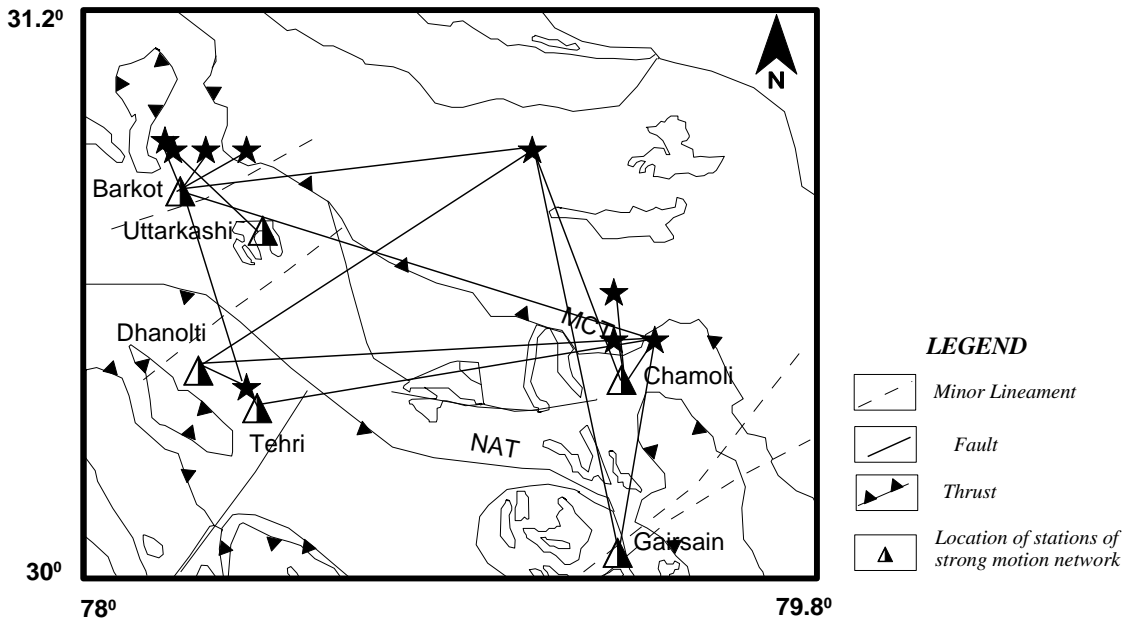 31.2⁰
N
Barkot
Uttarkashi
Dhanolti
MCT
Chamoli
Tehri
NAT
Gairsain
30⁰
78⁰
79.8⁰
LEGEND
Minor Lineament
Fault
Thrust
Location of stations of
strong motion network